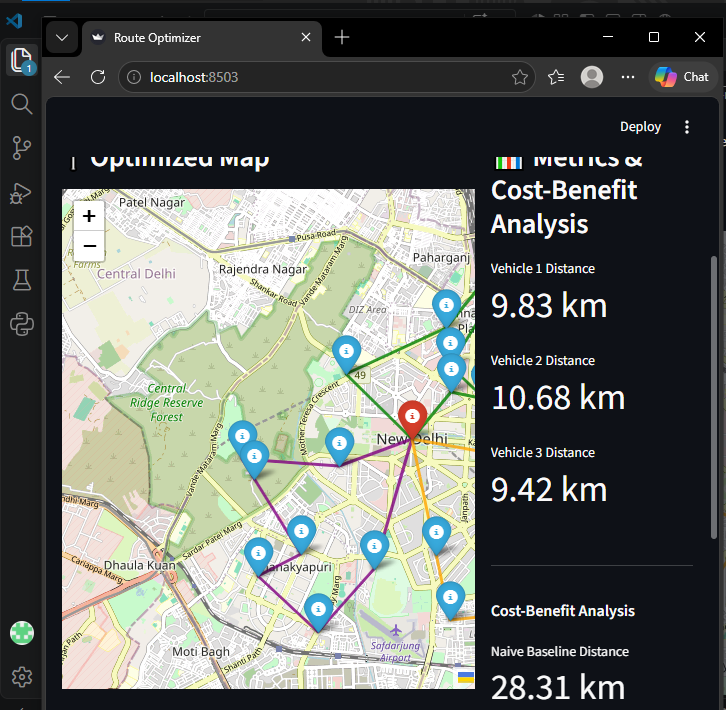 Route Optimizer
localhost:8503
Chat
1
Deploy
Optimized Map
Metrics &
Cost-Benefit
Analysis
+
−
Patel Nagar
Pusa Road
Paharganj
Farms
Central Delhi
Rajendra Nagar
Shankar Road
Vande Mataram Marg
DIZ Area
49
Central
Ridge Reserve
Forest
Mother Teresa Crescent
New Delhi
Vande Mataram Marg
Sardar Patel Marg
Janpath
Dhaula Kuan
Cariappa Marg
Moti Bagh
Shanti Path
Safdarjung
Airport
Vehicle 1 Distance
9.83 km
Vehicle 2 Distance
10.68 km
Vehicle 3 Distance
9.42 km
Cost-Benefit Analysis
Naive Baseline Distance
28.31 km